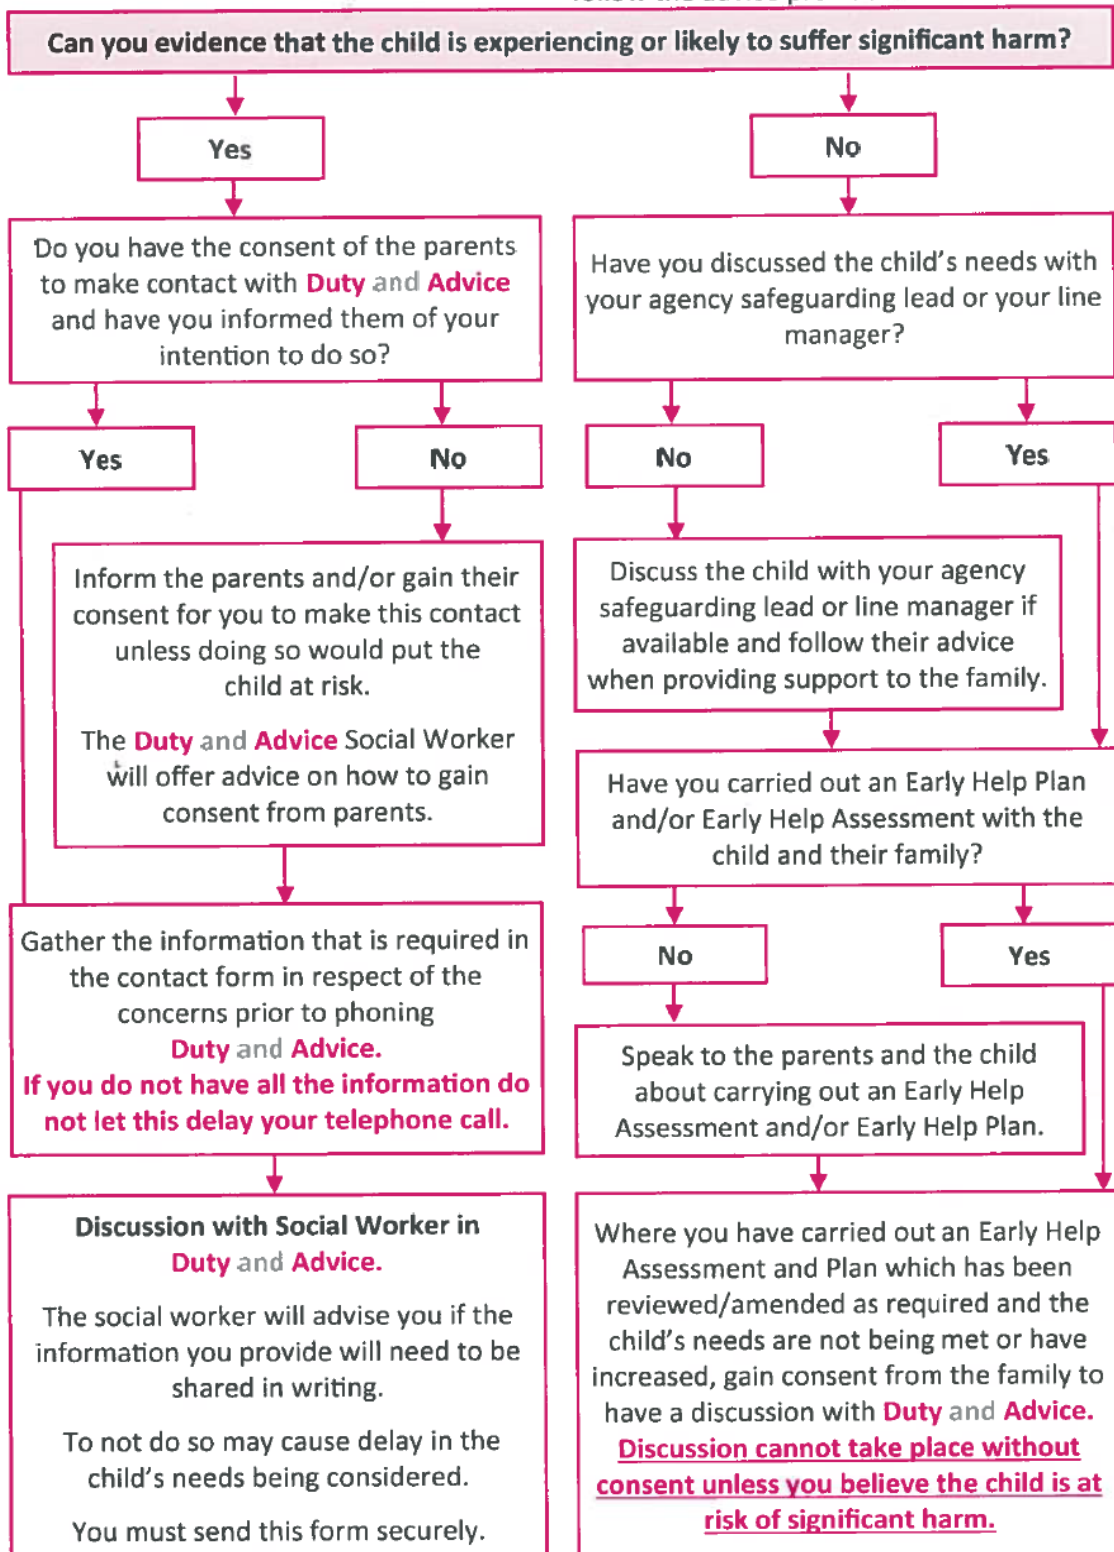 Can you evidence that the child is experiencing or likely to suffer significant harm?
Yes
No
Do you have the consent of the parents
to make contact with Duty and Advice
and have you informed them of your
intention to do so?
Have you discussed the child's needs with
your agency safeguarding lead or your line
manager?
Yes
No
No
Yes
Inform the parents and/or gain their
consent for you to make this contact
unless doing so would put the
child at risk.
The Duty and Advice Social Worker
will offer advice on how to gain
consent from parents.
Discuss the child with your agency
safeguarding lead or line manager if
available and follow their advice
when providing support to the family.
Have you carried out an Early Help Plan
and/or Early Help Assessment with the
child and their family?
Gather the information that is required in
the contact form in respect of the
concerns prior to phoning
Duty and Advice.
If you do not have all the information do
not let this delay your telephone call.
No
Yes
Speak to the parents and the child
about carrying out an Early Help
Assessment and/or Early Help Plan.
Discussion with Social Worker in
Duty and Advice.
The social worker will advise you if the
information you provide will need to be
shared in writing.
To not do so may cause delay in the
child's needs being considered.
You must send this form securely.
Where you have carried out an Early Help
Assessment and Plan which has been
reviewed/amended as required and the
child's needs are not being met or have
increased, gain consent from the family to
have a discussion with Duty and Advice.
Discussion cannot take place without
consent unless you believe the child is at
risk of significant harm.